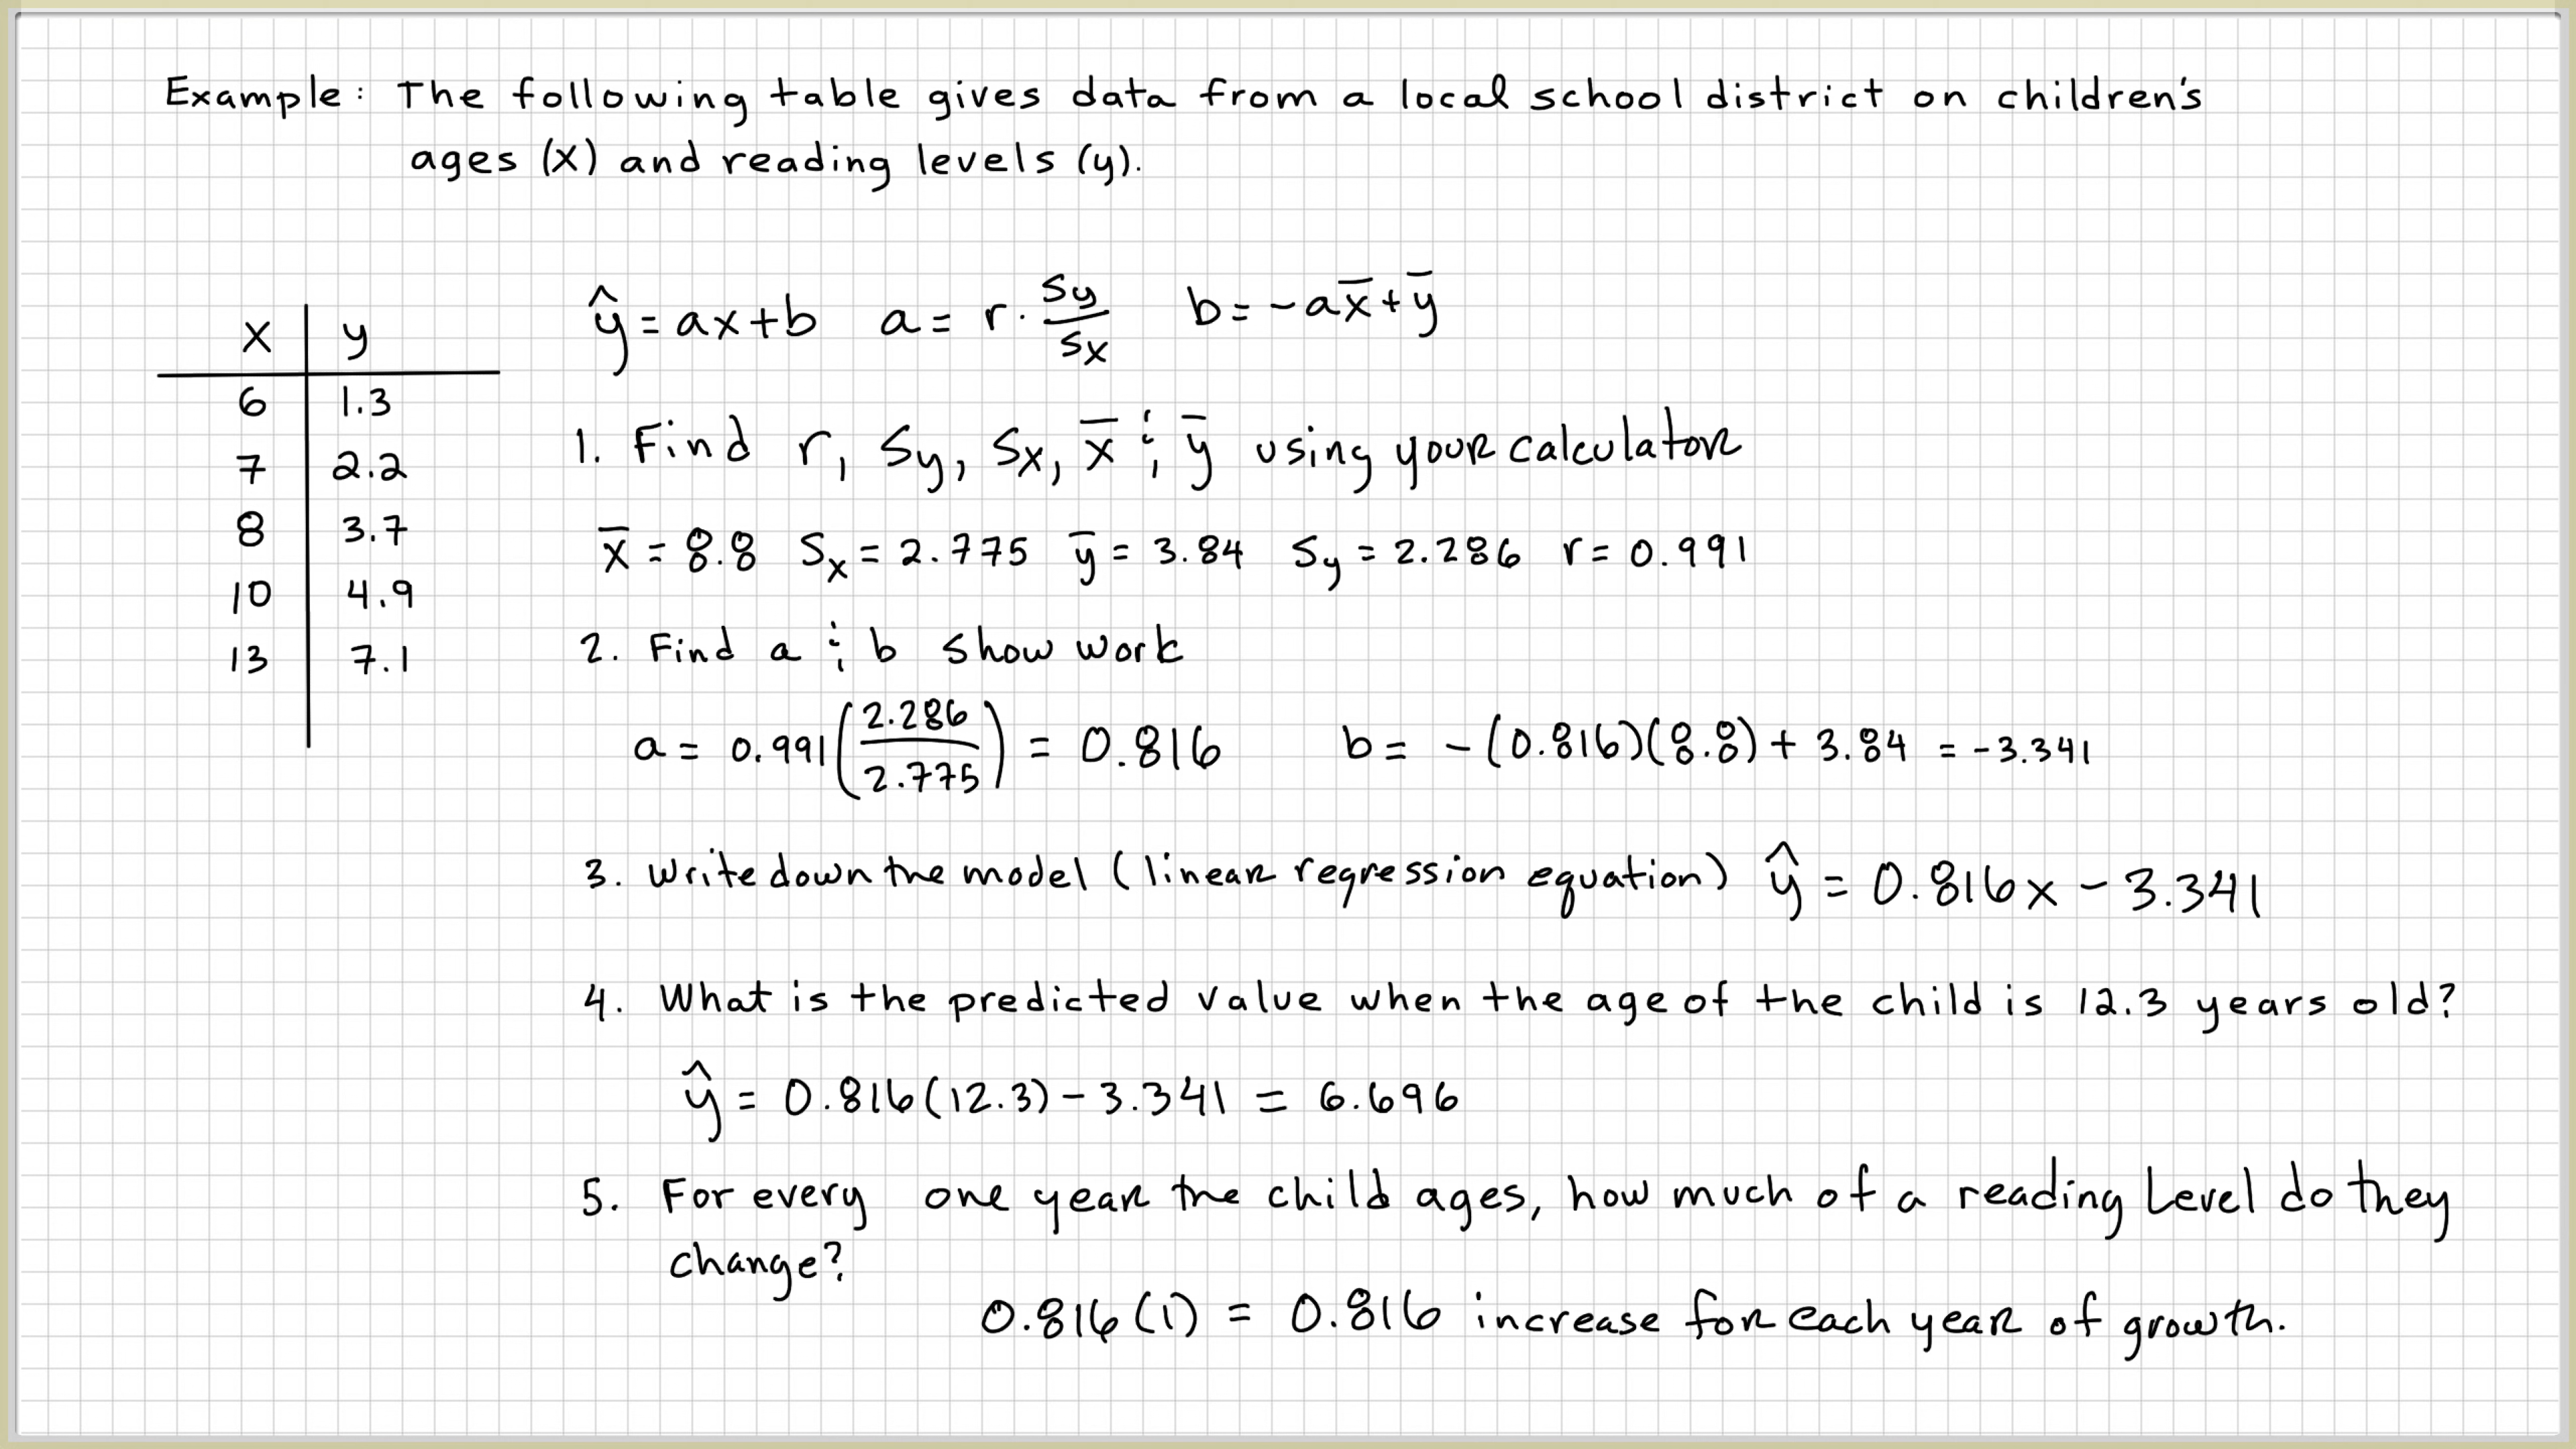 Example: The following table gives data from a local school district on children's
ages (x) and reading levels (y).
ŷ = ax+b a = r · Sy/Sx b = -ax̄ + ȳ
x | y
6 | 1.3
7 | 2.2
8 | 3.7
10 | 4.9
13 | 7.1
1. Find r, Sy, Sx, x̄ & ȳ using your calculator
x̄ = 8.8 Sx = 2.775 ȳ = 3.84 Sy = 2.286 r = 0.991
2. Find a & b show work
a = 0.991(2.286/2.775) = 0.816 b = -(0.816)(8.8) + 3.84 = -3.341
3. Write down the model (linear regression equation) ŷ = 0.816x - 3.341
4. What is the predicted value when the age of the child is 12.3 years old?
ŷ = 0.816(12.3) - 3.341 = 6.696
5. For every one year the child ages, how much of a reading Level do they
change?
0.816(1) = 0.816 increase for each year of growth.